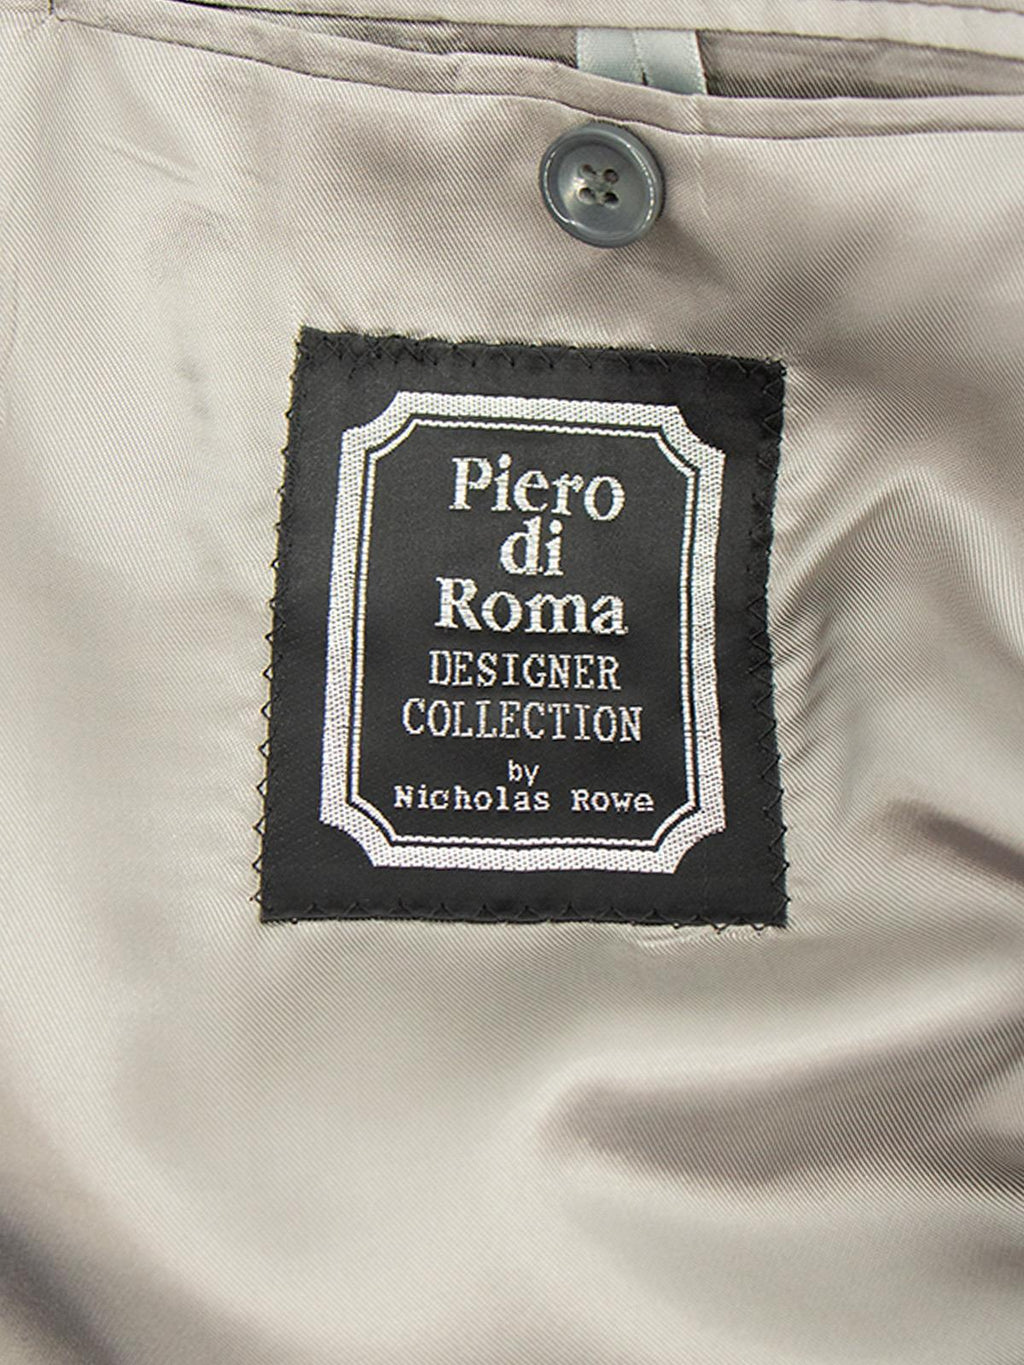 Piero
di
Roma
DESIGNER
COLLECTION
by
Nicholas Rowe